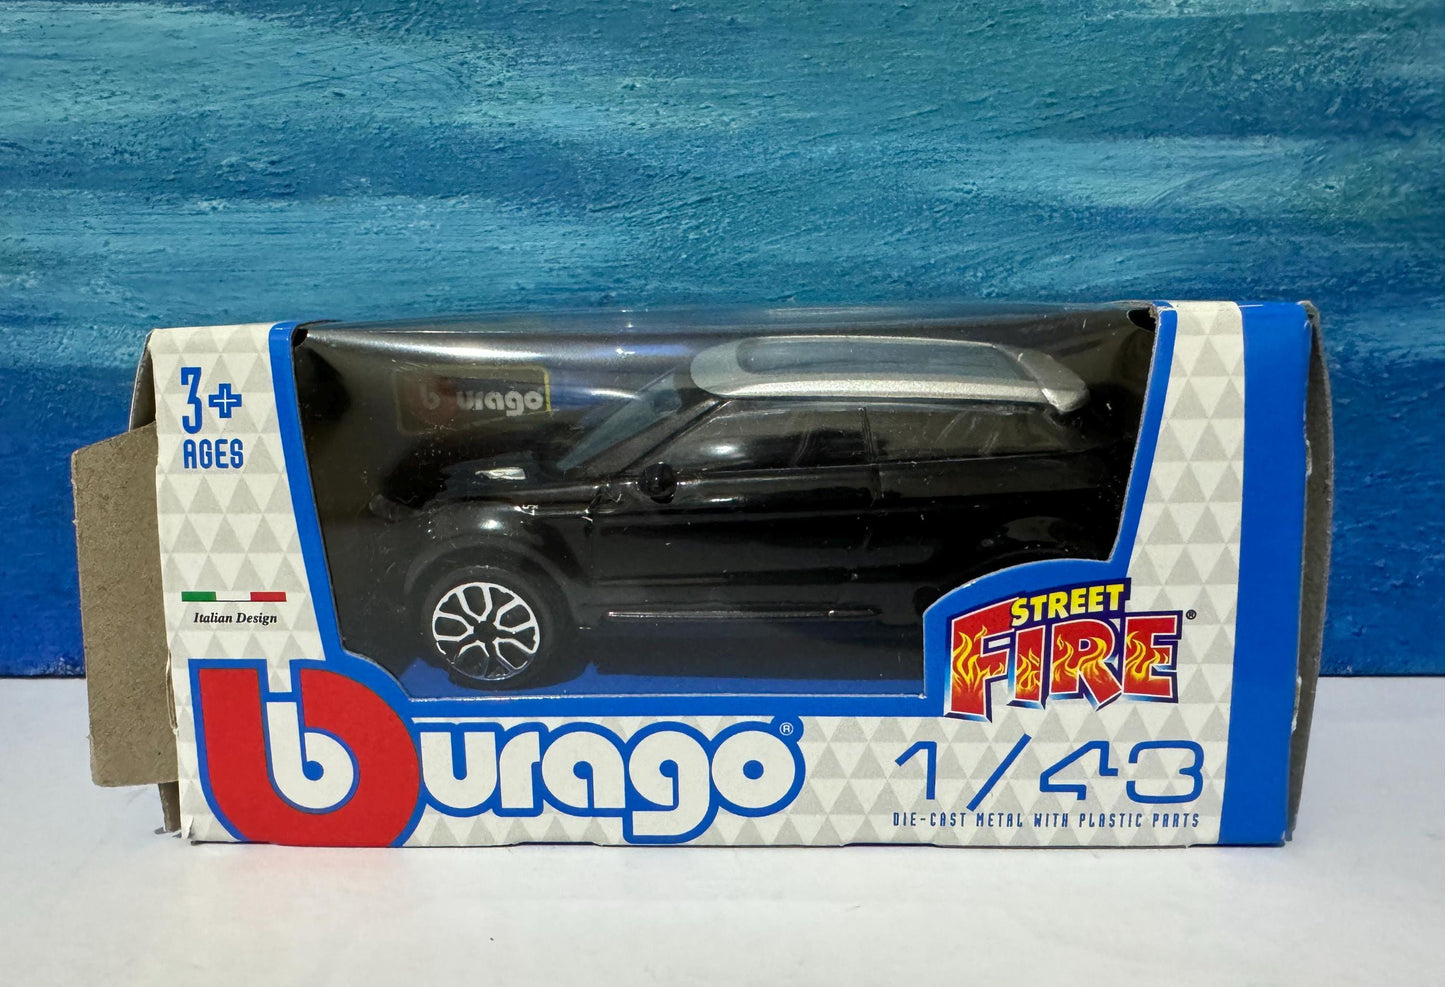 3+
AGES
Burago
Italian Design
STREET
FIRE®
burago®
1/43
DIE-CAST METAL WITH PLASTIC PARTS